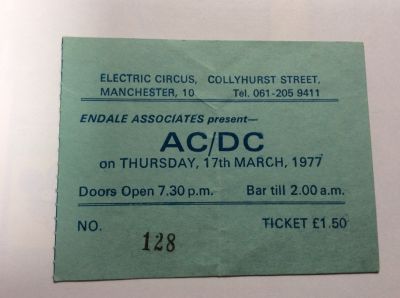 ELECTRIC CIRCUS, COLLYHURST STREET,
MANCHESTER, 10 Tel. 061-205 9411
ENDALE ASSOCIATES present—
AC/DC
on THURSDAY, 17th MARCH, 1977
Doors Open 7.30 p.m. Bar till 2.00 a.m.
NO. 128 TICKET £1.50